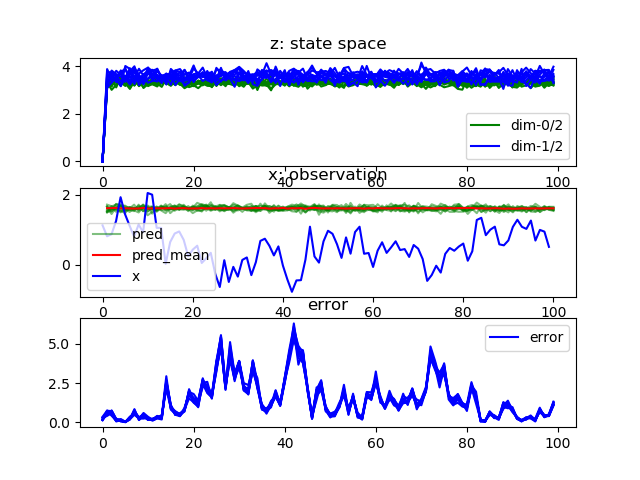 z: state space
4
2
0
dim-0/2
dim-1/2
0 20 40 60 80 100
x: observation
2
0
pred
pred_mean
x
0 20 40 60 80 100
error
5.0
2.5
0.0
error
0 20 40 60 80 100